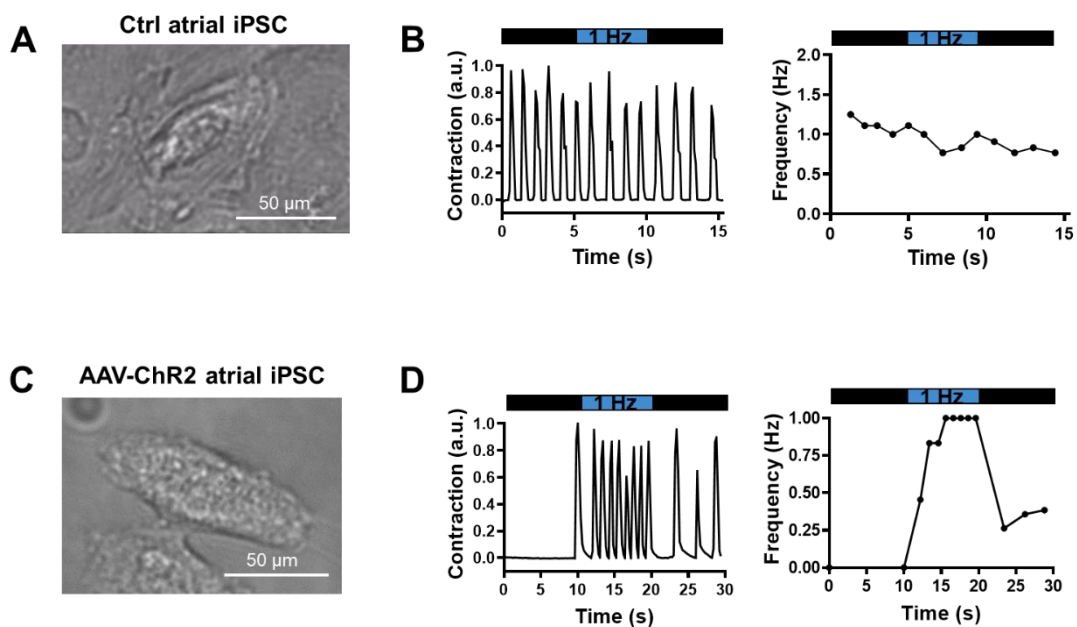 A
Ctrl atrial iPSC
50 µm
B
1 Hz
Contraction (a.u.)
1.0
0.8
0.6
0.4
0.2
0.0
0 5 10 15
Time (s)
1 Hz
Frequency (Hz)
2.0
1.5
1.0
0.5
0.0
0 5 10 15
Time (s)
C
AAV-ChR2 atrial iPSC
50 µm
D
1 Hz
Contraction (a.u.)
1.0
0.8
0.6
0.4
0.2
0.0
0 5 10 15 20 25 30
Time (s)
1 Hz
Frequency (Hz)
1.00
0.75
0.50
0.25
0.00
0 5 10 15 20 25 30
Time (s)